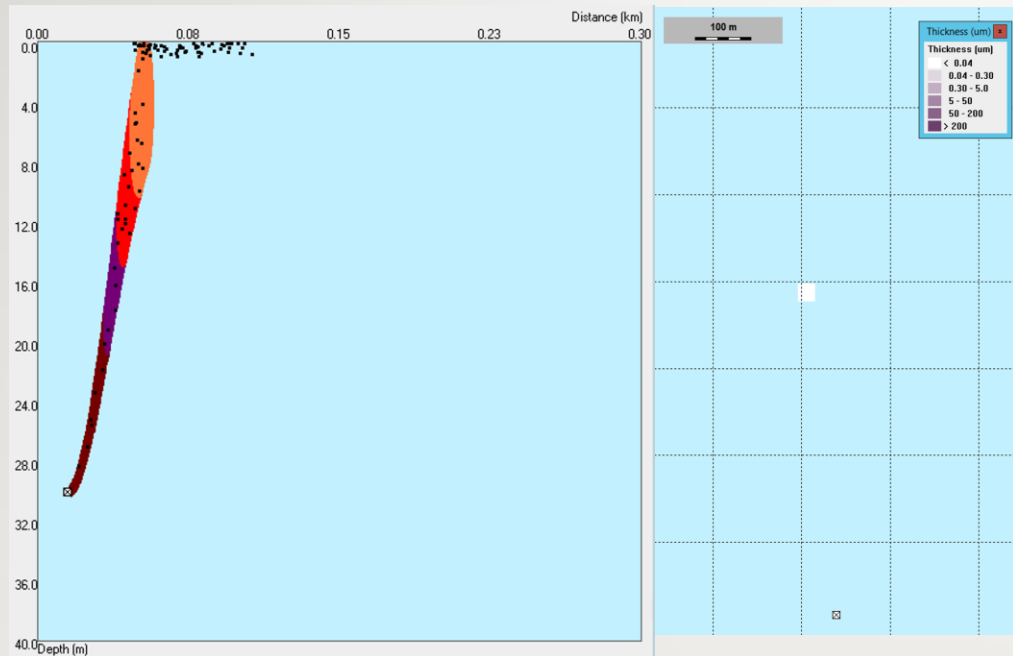 Distance (km)
0.00 0.08 0.15 0.23 0.30
0.0
4.0
8.0
12.0
16.0
20.0
24.0
28.0
32.0
36.0
40.0
Depth (m)
100 m
Thickness (um) x
Thickness (um)
< 0.04
0.04 - 0.30
0.30 - 5.0
5 - 50
50 - 200
> 200